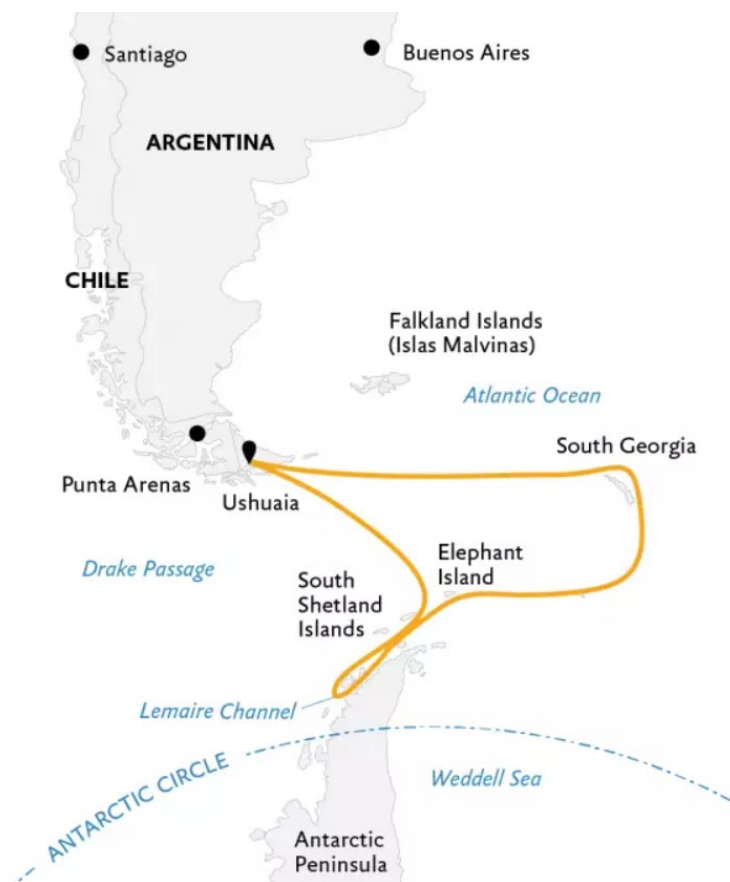 Santiago
Buenos Aires
ARGENTINA
CHILE
Falkland Islands
(Islas Malvinas)
Atlantic Ocean
South Georgia
Punta Arenas
Ushuaia
Elephant
Island
Drake Passage
South
Shetland
Islands
Lemaire Channel
ANTARCTIC CIRCLE
Weddell Sea
Antarctic
Peninsula